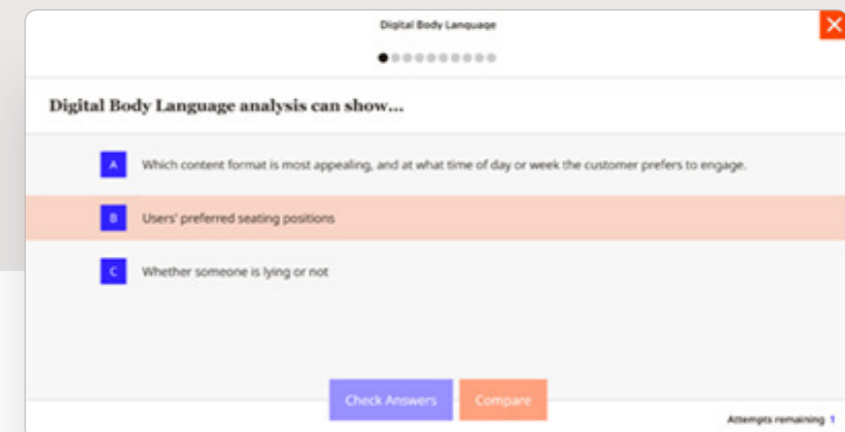 Digital Body Language
Digital Body Language analysis can show...
A Which content format is most appealing, and at what time of day or week the customer prefers to engage.
B Users' preferred seating positions
C Whether someone is lying or not
Check Answers Compare
Attempts remaining 1